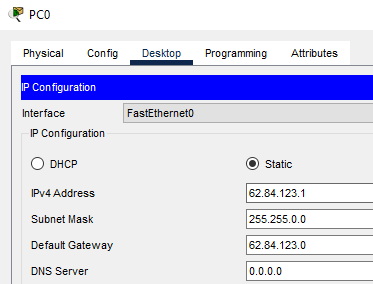 PC0
Physical Config Desktop Programming Attributes
IP Configuration
Interface FastEthernet0
IP Configuration
DHCP Static
IPv4 Address 62.84.123.1
Subnet Mask 255.255.0.0
Default Gateway 62.84.123.0
DNS Server 0.0.0.0